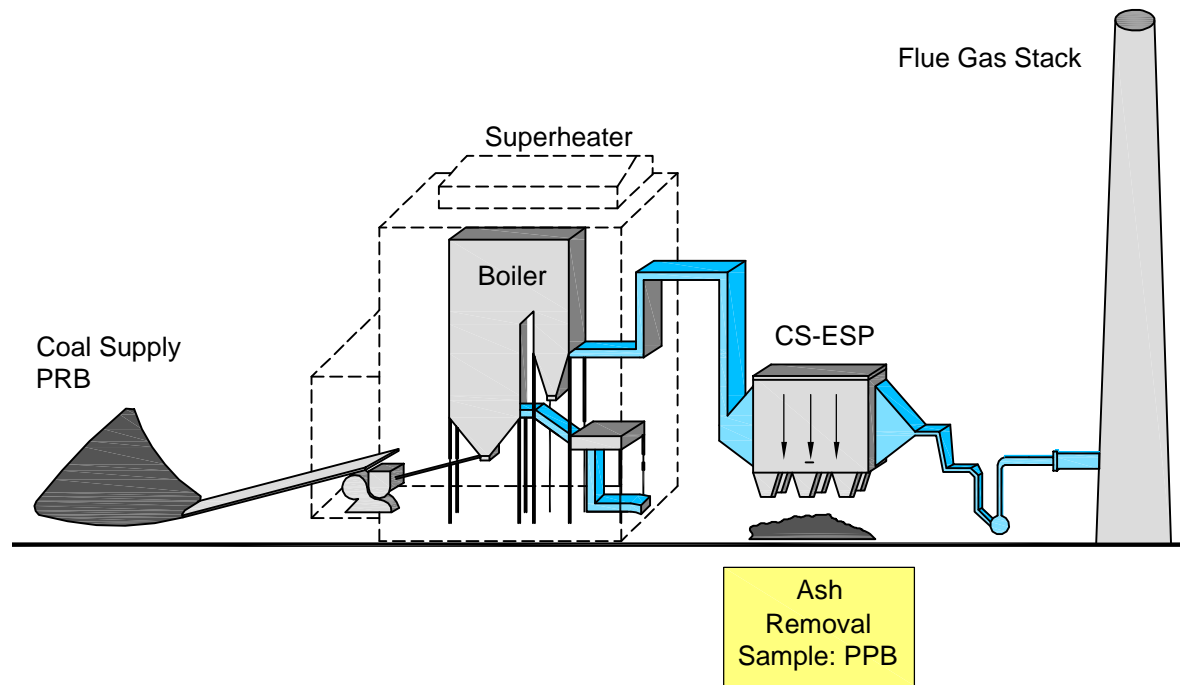 Flue Gas Stack
Superheater
Boiler
Coal Supply
PRB
CS-ESP
Ash
Removal
Sample: PPB